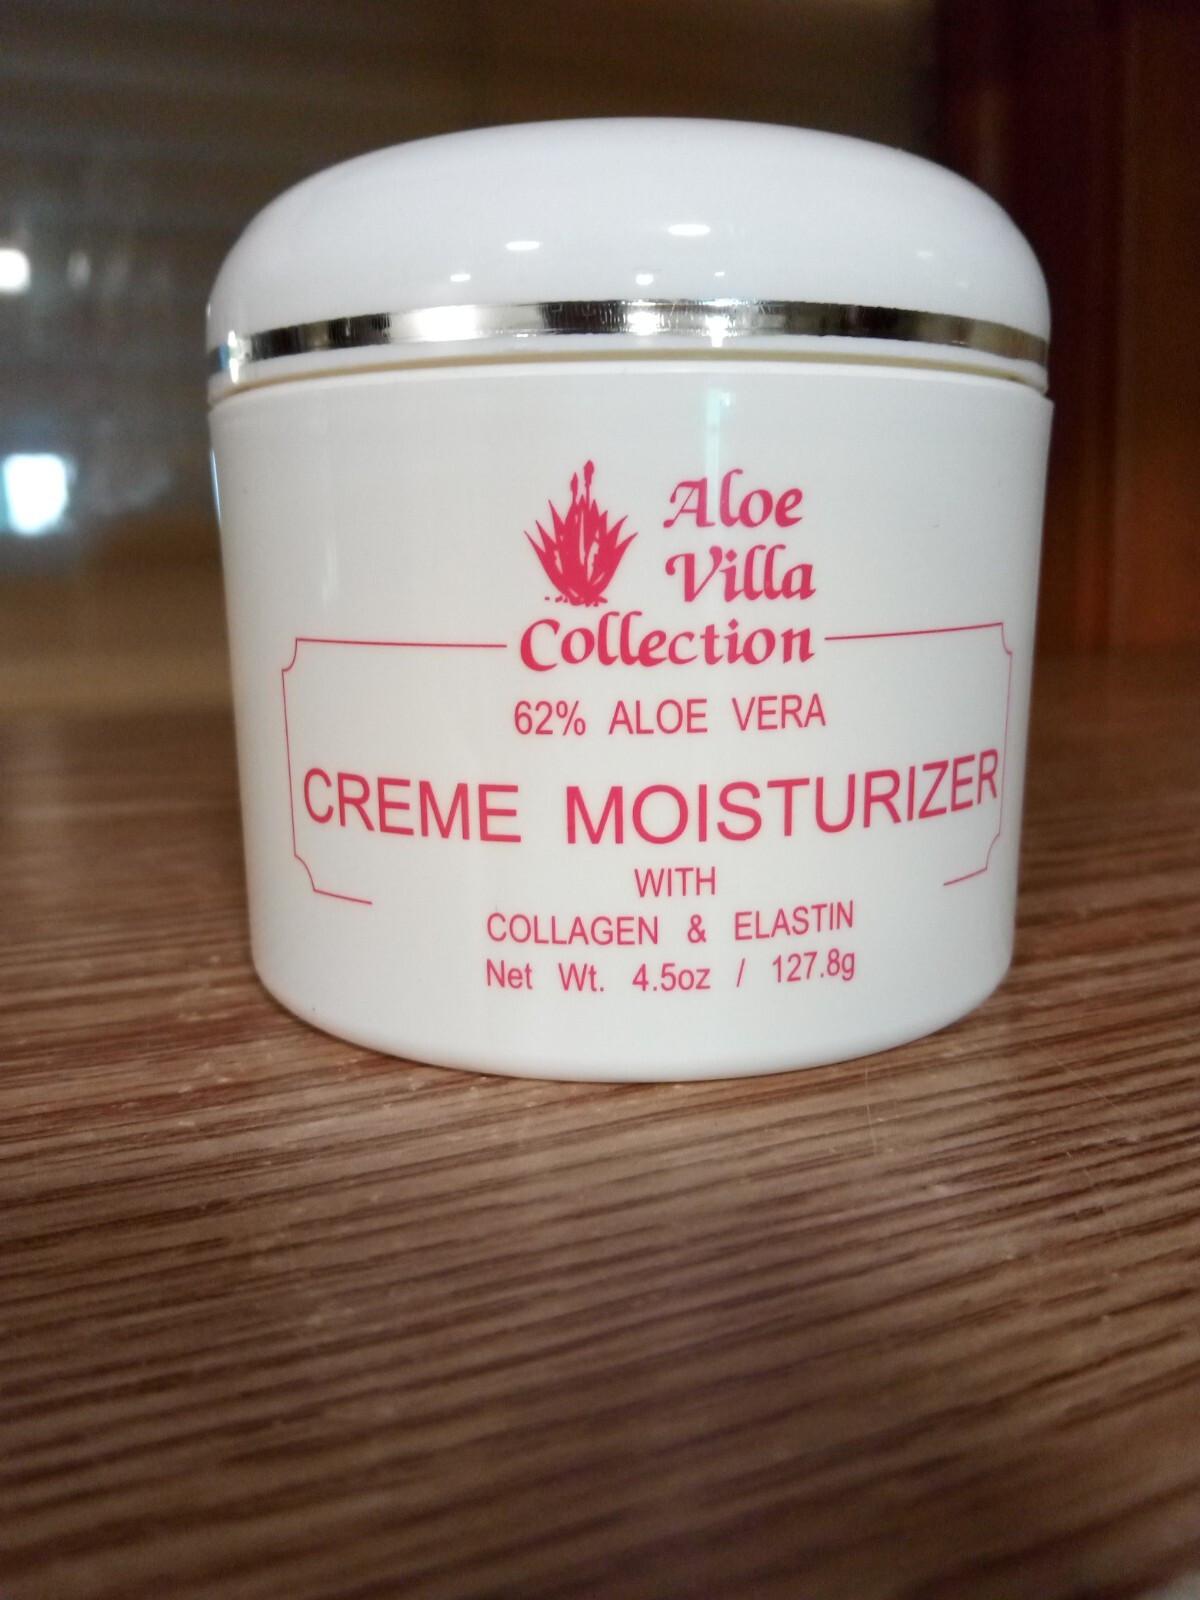 Aloe
Villa
Collection
62% ALOE VERA
CREME MOISTURIZER
WITH
COLLAGEN & ELASTIN
Net Wt. 4.5oz / 127.8g